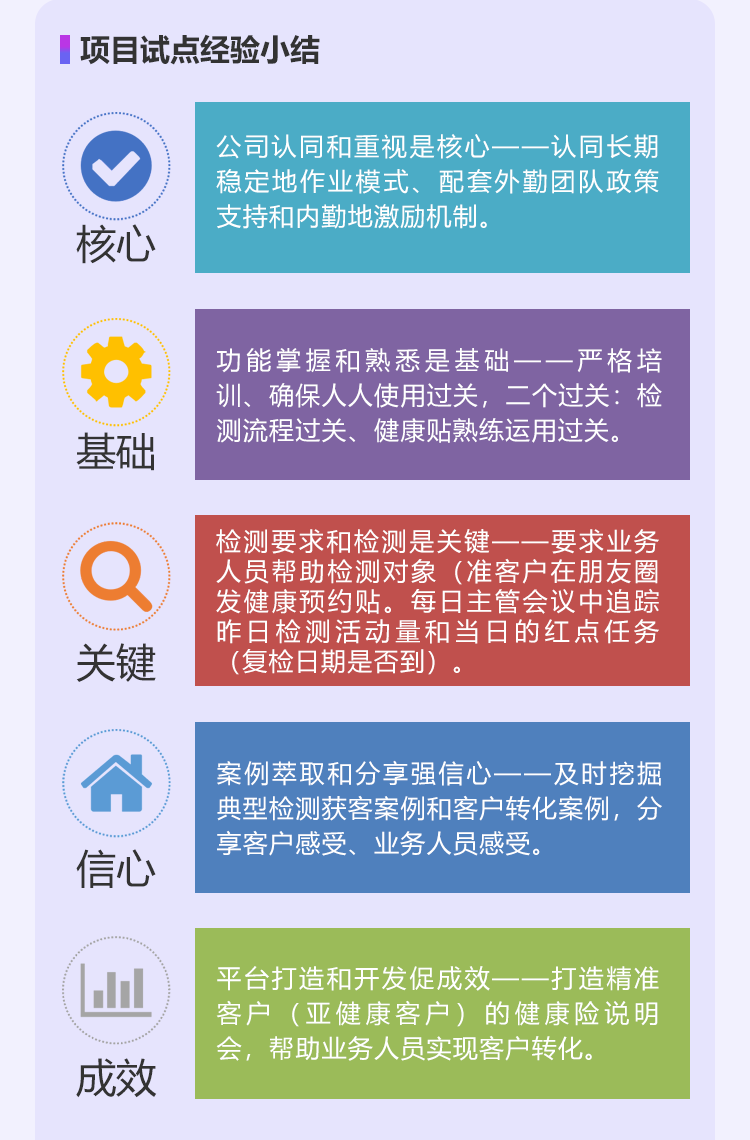 项目试点经验小结
核心
公司认同和重视是核心——认同长期
稳定地作业模式、配套外勤团队政策
支持和内勤地激励机制。
基础
功能掌握和熟悉是基础——严格培
训、确保人人使用过关，二个过关：检
测流程过关、健康贴熟练运用过关。
关键
检测要求和检测是关键——要求业务
人员帮助检测对象（准客户在朋友圈
发健康预约贴。每日主管会议中追踪
昨日检测活动量和当日的红点任务
（复检日期是否到）。
信心
案例萃取和分享强信心——及时挖掘
典型检测获客案例和客户转化案例，分
享客户感受、业务人员感受。
成效
平台打造和开发促成效——打造精准
客户（亚健康客户）的健康险说明
会，帮助业务人员实现客户转化。